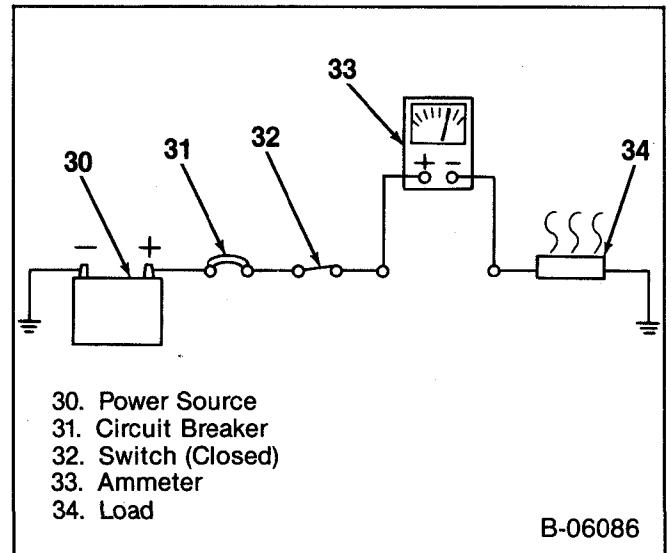 33
31
32
34
30
- +
+ -
30. Power Source
31. Circuit Breaker
32. Switch (Closed)
33. Ammeter
34. Load
B-06086